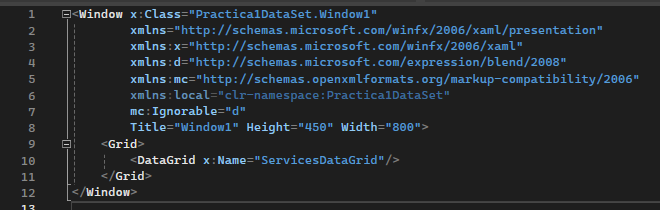 1 <Window x:Class="Practica1DataSet.Window1"
2 xmlns="http://schemas.microsoft.com/winfx/2006/xaml/presentation"
3 xmlns:x="http://schemas.microsoft.com/winfx/2006/xaml"
4 xmlns:d="http://schemas.microsoft.com/expression/blend/2008"
5 xmlns:mc="http://schemas.openxmlformats.org/markup-compatibility/2006"
6 xmlns:local="clr-namespace:Practica1DataSet"
7 mc:Ignorable="d"
8 Title="Window1" Height="450" Width="800">
9 <Grid>
10 <DataGrid x:Name="ServicesDataGrid"/>
11 </Grid>
12 </Window>
13